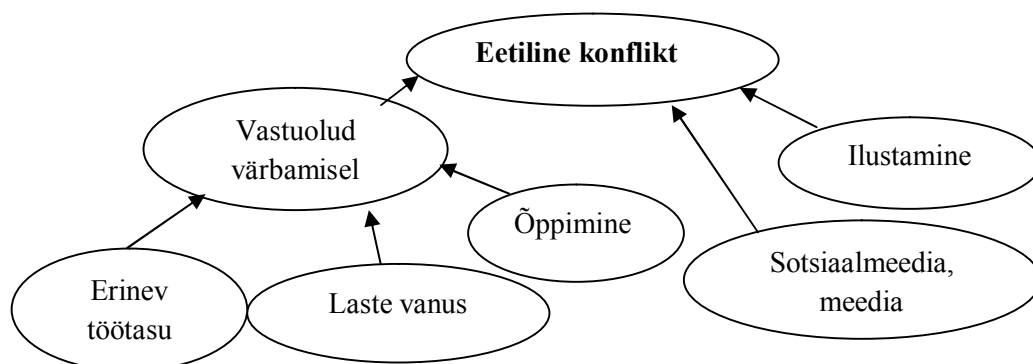 Eetiline konflikt
Vastuolud
värbamisel
Ilustamine
Õppimine
Sotsiaalmeedia,
meedia
Erinev
töötasu
Laste vanus